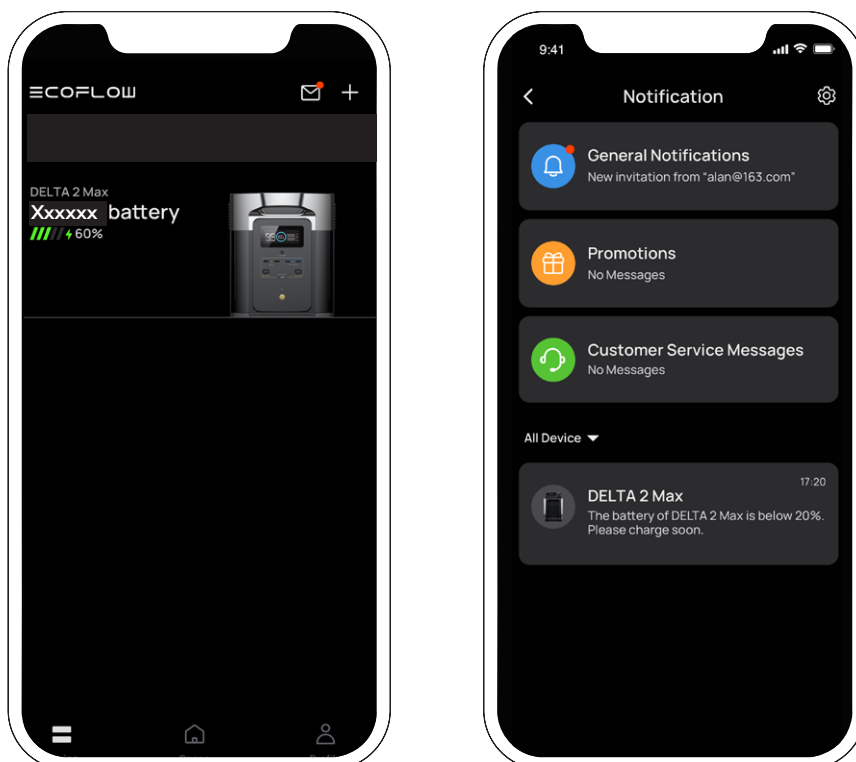 ECOFLOW
DELTA 2 Max
Xxxxxx battery
60%
9:41
Notification
General Notifications
New invitation from “alan@163.com”
Promotions
No Messages
Customer Service Messages
No Messages
All Device
17:20
DELTA 2 Max
The battery of DELTA 2 Max is below 20%.
Please charge soon.